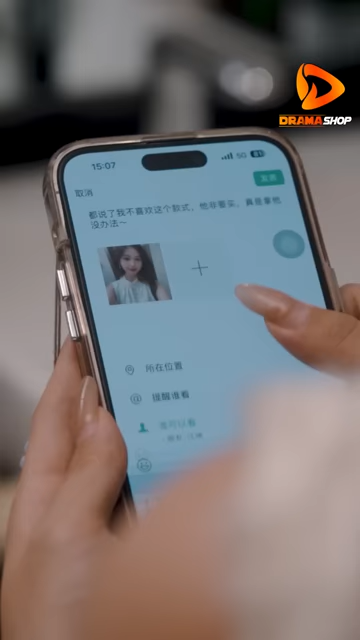 DRAMASHOP
15:07
5G
取消
发表
都说了我不喜欢这个款式，他非要买，真是拿他
没办法～
所在位置
提醒谁看
谁可以看